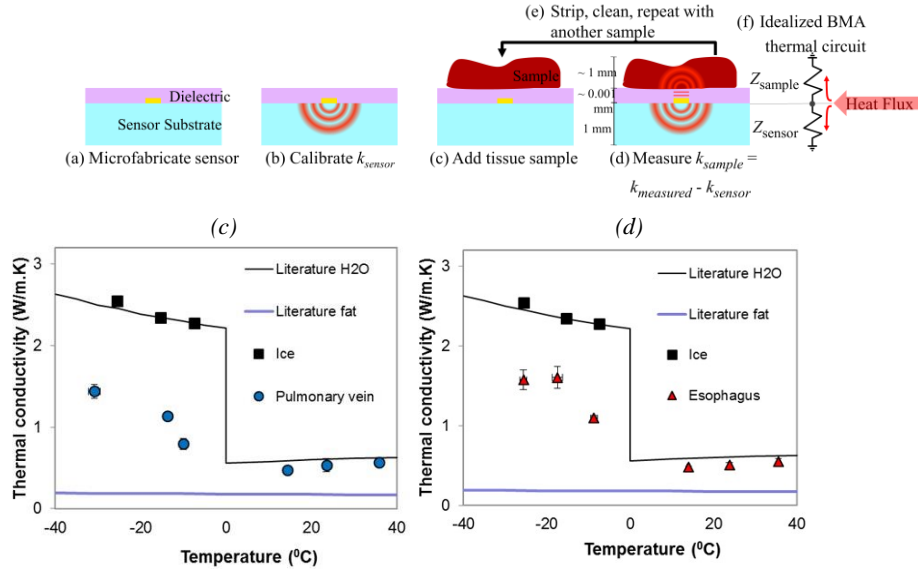 (e) Strip, clean, repeat with
another sample
(f) Idealized BMA
thermal circuit
Sample
~ 1 mm
~ 0.001
mm
1 mm
Dielectric
Sensor Substrate
Z_sample
Z_sensor
Heat Flux
(a) Microfabricate sensor
(b) Calibrate k_sensor
(c) Add tissue sample
(d) Measure k_sample =
k_measured - k_sensor
(c)
Thermal conductivity (W/m.K)
3
2
1
0
-40
-20
0
20
40
Temperature (⁰C)
Literature H2O
Literature fat
Ice
Pulmonary vein
(d)
Thermal conductivity (W/m.K)
3
2
1
0
-40
-20
0
20
40
Temperature (⁰C)
Literature H2O
Literature fat
Ice
Esophagus